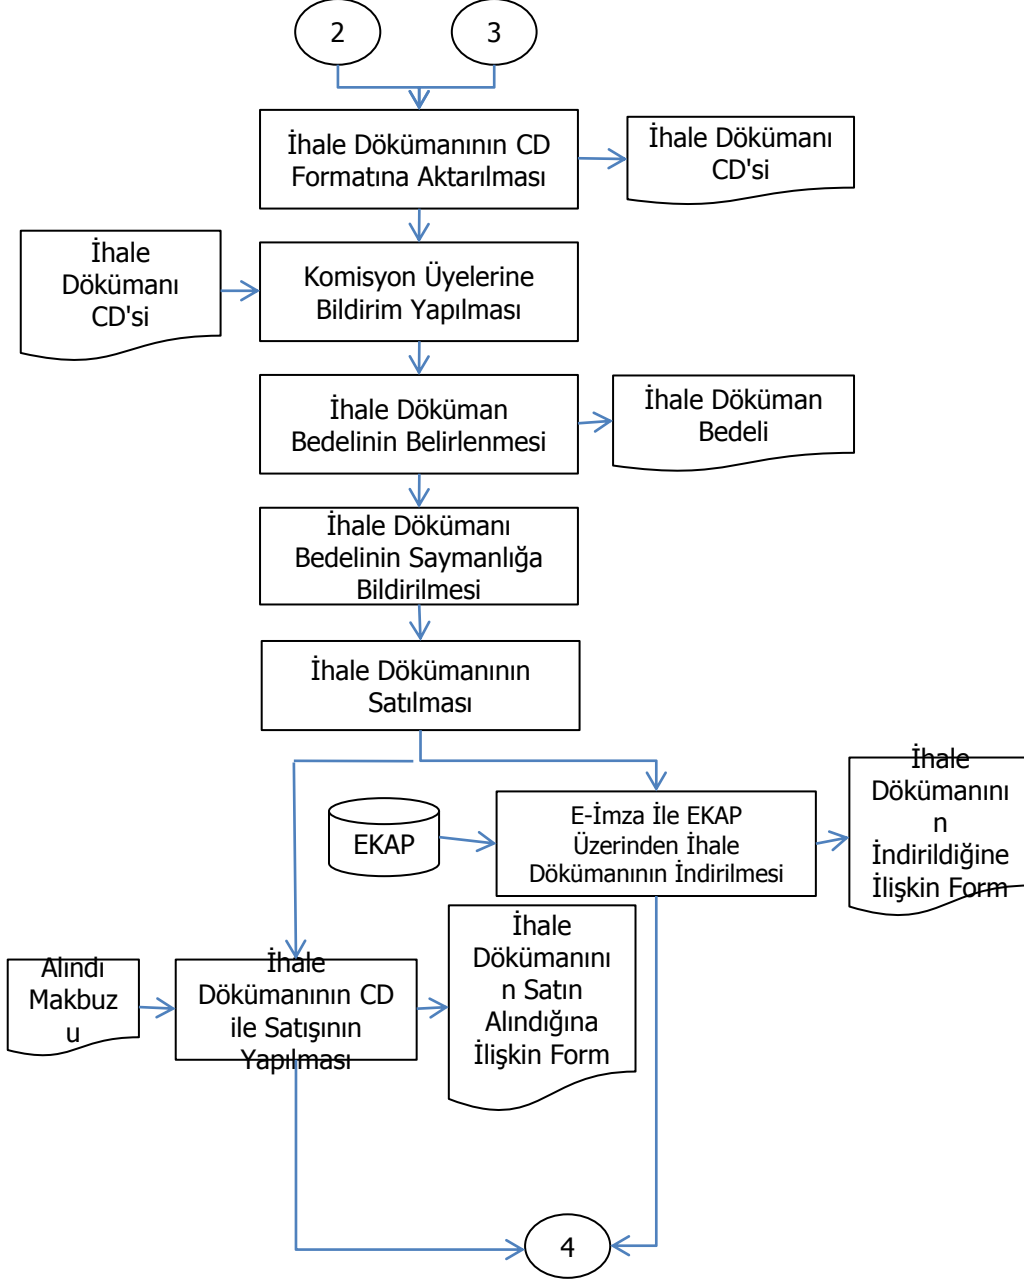 2
3
İhale Dökümanının CD
Formatına Aktarılması
İhale Dökümanı
CD'si
İhale
Dökümanı
CD'si
Komisyon Üyelerine
Bildirim Yapılması
İhale Döküman
Bedelinin Belirlenmesi
İhale Döküman
Bedeli
İhale Dökümanı
Bedelinin Saymanlığa
Bildirilmesi
İhale Dökümanının
Satılması
EKAP
E-İmza İle EKAP
Üzerinden İhale
Dökümanının İndirilmesi
İhale
Dökümanını
n
İndirildiğine
İlişkin Form
Alındı
Makbuz
u
İhale
Dökümanının CD
ile Satışının
Yapılması
İhale
Dökümanını
n Satın
Alındığına
İlişkin Form
4